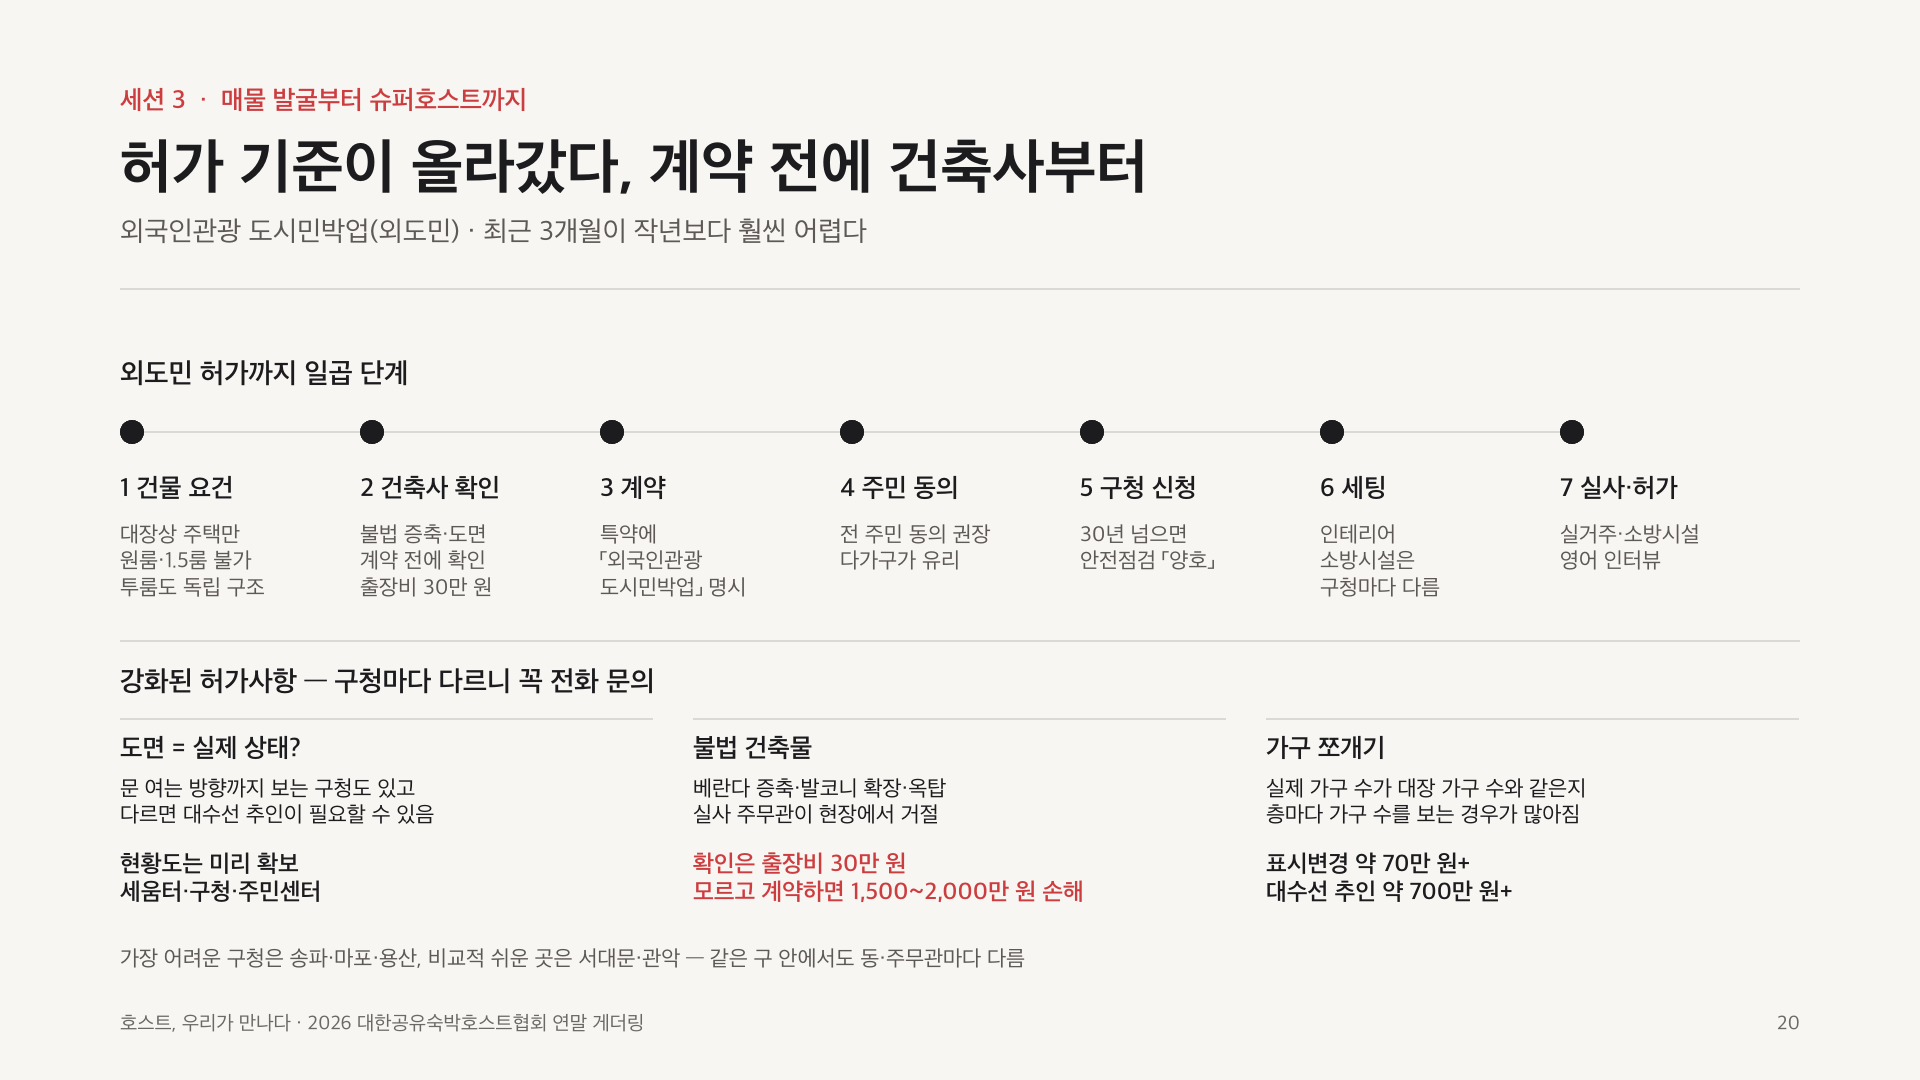 세션 3 · 매물 발굴부터 슈퍼호스트까지
허가 기준이 올라갔다, 계약 전에 건축사부터
외국인관광 도시민박업(외도민) · 최근 3개월이 작년보다 훨씬 어렵다
외도민 허가까지 일곱 단계
1 건물 요건
대장상 주택만
원룸·1.5룸 불가
투룸도 독립 구조
2 건축사 확인
불법 증축·도면
계약 전에 확인
출장비 30만 원
3 계약
특약에
「외국인관광
도시민박업」 명시
4 주민 동의
전 주민 동의 권장
다가구가 유리
5 구청 신청
30년 넘으면
안전점검 「양호」
6 세팅
인테리어
소방시설은
구청마다 다름
7 실사·허가
실거주·소방시설
영어 인터뷰
강화된 허가사항 — 구청마다 다르니 꼭 전화 문의
도면 = 실제 상태?
문 여는 방향까지 보는 구청도 있고
다르면 대수선 추인이 필요할 수 있음
현황도는 미리 확보
세움터·구청·주민센터
불법 건축물
베란다 증축·발코니 확장·옥탑
실사 주무관이 현장에서 거절
확인은 출장비 30만 원
모르고 계약하면 1,500~2,000만 원 손해
가구 쪼개기
실제 가구 수가 대장 가구 수와 같은지
층마다 가구 수를 보는 경우가 많아짐
표시변경 약 70만 원+
대수선 추인 약 700만 원+
가장 어려운 구청은 송파·마포·용산, 비교적 쉬운 곳은 서대문·관악 — 같은 구 안에서도 동·주무관마다 다름
호스트, 우리가 만나다 · 2026 대한공유숙박호스트협회 연말 게더링
20